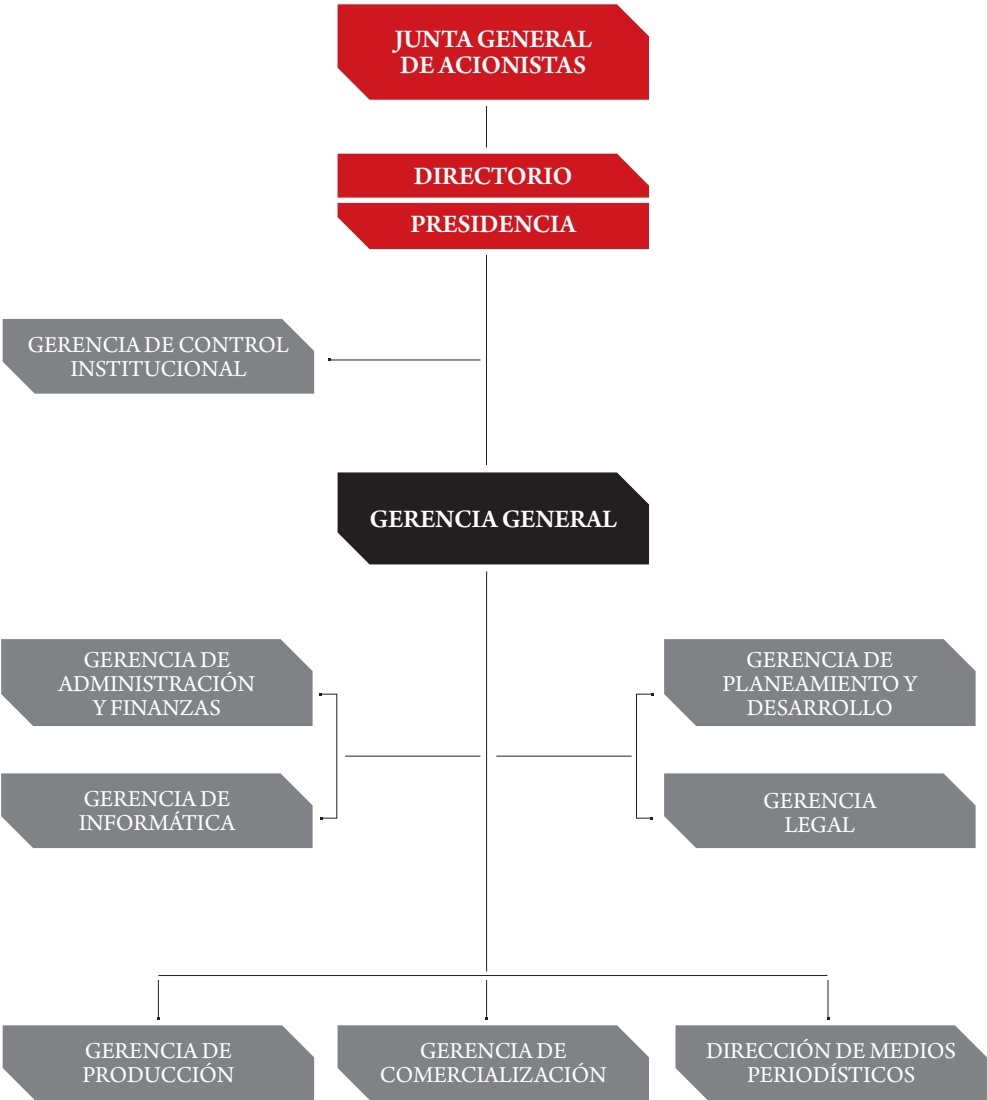 JUNTA GENERAL
DE ACIONISTAS
DIRECTORIO
PRESIDENCIA
GERENCIA DE CONTROL
INSTITUCIONAL
GERENCIA GENERAL
GERENCIA DE
ADMINISTRACIÓN
Y FINANZAS
GERENCIA DE
PLANEAMIENTO Y
DESARROLLO
GERENCIA DE
INFORMÁTICA
GERENCIA
LEGAL
GERENCIA DE
PRODUCCIÓN
GERENCIA DE
COMERCIALIZACIÓN
DIRECCIÓN DE MEDIOS
PERIODÍSTICOS